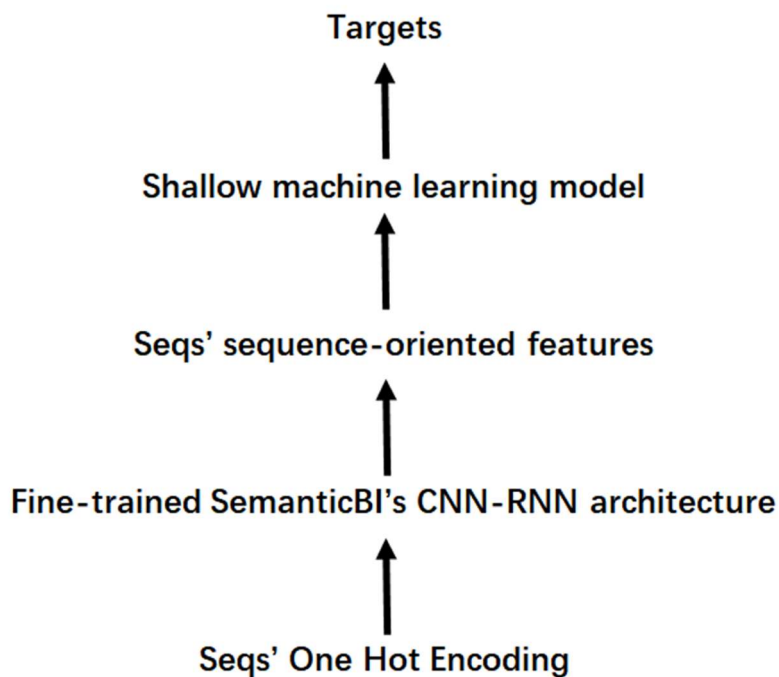 Targets
Shallow machine learning model
Seqs’ sequence-oriented features
Fine-trained SemanticBI’s CNN-RNN architecture
Seqs’ One Hot Encoding